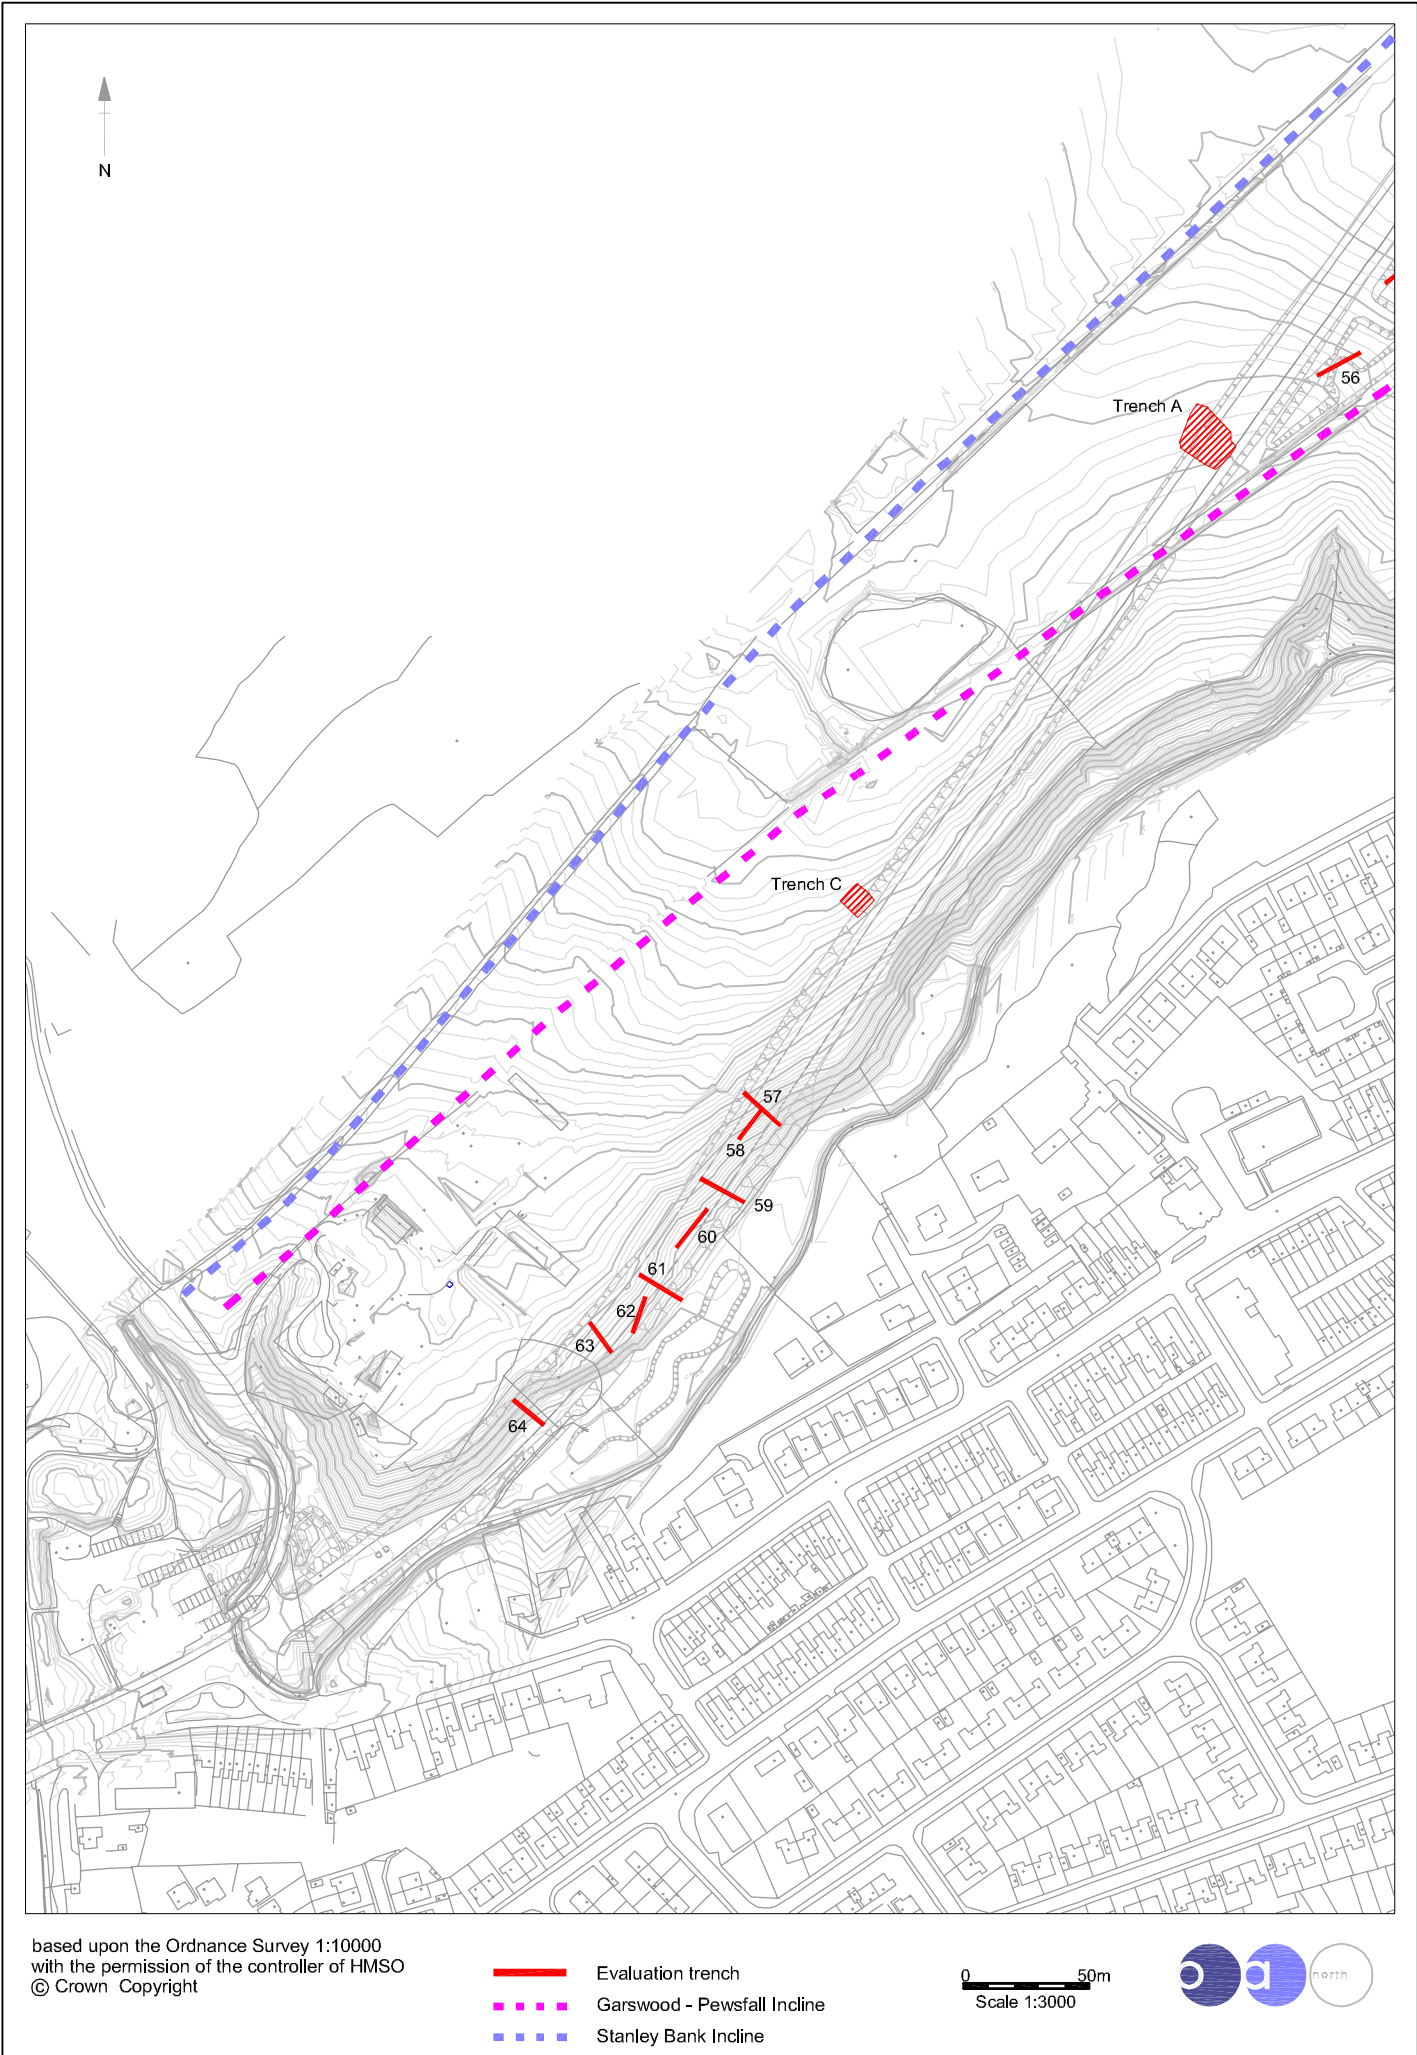 N
56
Trench A
Trench C
57
58
59
60
61
62
63
64
based upon the Ordnance Survey 1:10000
with the permission of the controller of HMSO
© Crown Copyright
Evaluation trench
Garswood - Pewsfall Incline
Stanley Bank Incline
0 50m
Scale 1:3000
o a north